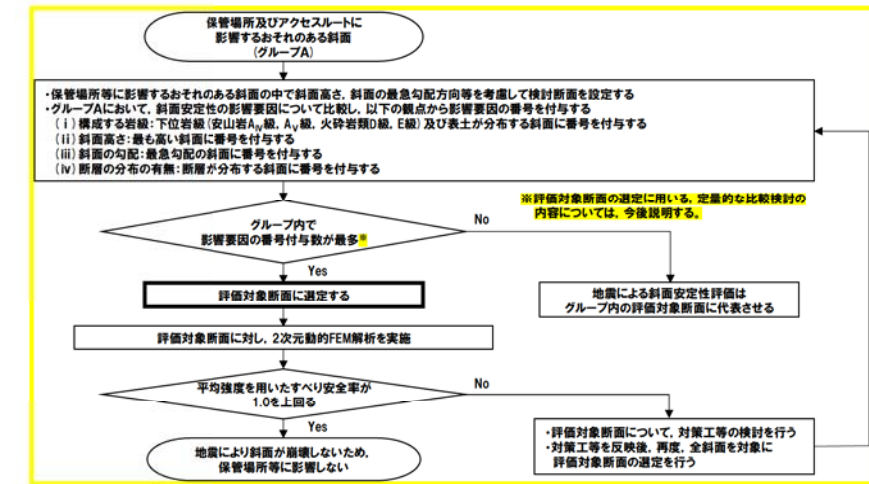 保管場所及びアクセスルートに
影響するおそれのある斜面
(グループA)
・保管場所等に影響するおそれのある斜面の中で斜面高さ，斜面の最急勾配方向等を考慮して検討断面を設定する
・グループAにおいて，斜面安定性の影響要因について比較し，以下の観点から影響要因の番号を付与する
(ⅰ)構成する岩級：下位岩級(安山岩AⅣ級，AⅤ級，火砕岩類D級，E級)及び表土が分布する斜面に番号を付与する
(ⅱ)斜面高さ：最も高い斜面に番号を付与する
(ⅲ)斜面の勾配：最急勾配の斜面に番号を付与する
(ⅳ)断層の分布の有無：断層が分布する斜面に番号を付与する
※評価対象断面の選定に用いる，定量的な比較検討の
内容については，今後説明する。
グループ内で
影響要因の番号付与数が最多※
No
Yes
評価対象断面に選定する
地震による斜面安定性評価は
グループ内の評価対象断面に代表させる
評価対象断面に対し，2次元動的FEM解析を実施
平均強度を用いたすべり安全率が
1.0を上回る
No
Yes
地震により斜面が崩壊しないため，
保管場所等に影響しない
・評価対象断面について，対策工等の検討を行う
・対策工等を反映後，再度，全斜面を対象に
評価対象断面の選定を行う